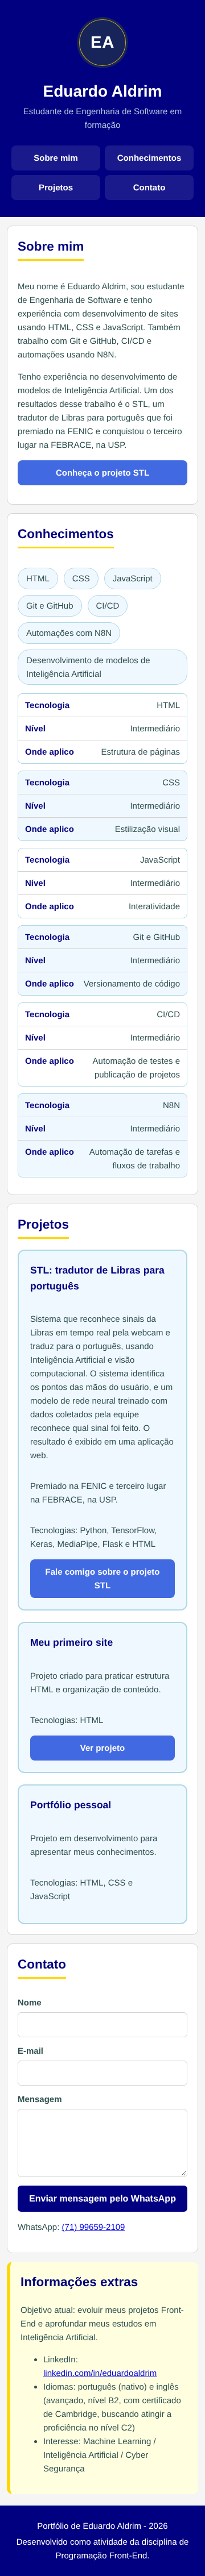 EA
Eduardo Aldrim
Estudante de Engenharia de Software em
formação
Sobre mim
Conhecimentos
Projetos
Contato
Sobre mim
Meu nome é Eduardo Aldrim, sou estudante
de Engenharia de Software e tenho
experiência com desenvolvimento de sites
usando HTML, CSS e JavaScript. Também
trabalho com Git e GitHub, CI/CD e
automações usando N8N.
Tenho experiência no desenvolvimento de
modelos de Inteligência Artificial. Um dos
resultados desse trabalho é o STL, um
tradutor de Libras para português que foi
premiado na FENIC e conquistou o terceiro
lugar na FEBRACE, na USP.
Conheça o projeto STL
Conhecimentos
HTML
CSS
JavaScript
Git e GitHub
CI/CD
Automações com N8N
Desenvolvimento de modelos de
Inteligência Artificial
Tecnologia HTML
Nível Intermediário
Onde aplico Estrutura de páginas
Tecnologia CSS
Nível Intermediário
Onde aplico Estilização visual
Tecnologia JavaScript
Nível Intermediário
Onde aplico Interatividade
Tecnologia Git e GitHub
Nível Intermediário
Onde aplico Versionamento de código
Tecnologia CI/CD
Nível Intermediário
Onde aplico Automação de testes e
publicação de projetos
Tecnologia N8N
Nível Intermediário
Onde aplico Automação de tarefas e
fluxos de trabalho
Projetos
STL: tradutor de Libras para
português
Sistema que reconhece sinais da
Libras em tempo real pela webcam e
traduz para o português, usando
Inteligência Artificial e visão
computacional. O sistema identifica
os pontos das mãos do usuário, e um
modelo de rede neural treinado com
dados coletados pela equipe
reconhece qual sinal foi feito. O
resultado é exibido em uma aplicação
web.
Premiado na FENIC e terceiro lugar
na FEBRACE, na USP.
Tecnologias: Python, TensorFlow,
Keras, MediaPipe, Flask e HTML
Fale comigo sobre o projeto
STL
Meu primeiro site
Projeto criado para praticar estrutura
HTML e organização de conteúdo.
Tecnologias: HTML
Ver projeto
Portfólio pessoal
Projeto em desenvolvimento para
apresentar meus conhecimentos.
Tecnologias: HTML, CSS e
JavaScript
Contato
Nome
E-mail
Mensagem
Enviar mensagem pelo WhatsApp
WhatsApp: (71) 99659-2109
Informações extras
Objetivo atual: evoluir meus projetos Front-
End e aprofundar meus estudos em
Inteligência Artificial.
• LinkedIn:
linkedin.com/in/eduardoaldrim
• Idiomas: português (nativo) e inglês
(avançado, nível B2, com certificado
de Cambridge, buscando atingir a
proficiência no nível C2)
• Interesse: Machine Learning /
Inteligência Artificial / Cyber
Segurança
Portfólio de Eduardo Aldrim - 2026
Desenvolvido como atividade da disciplina de
Programação Front-End.